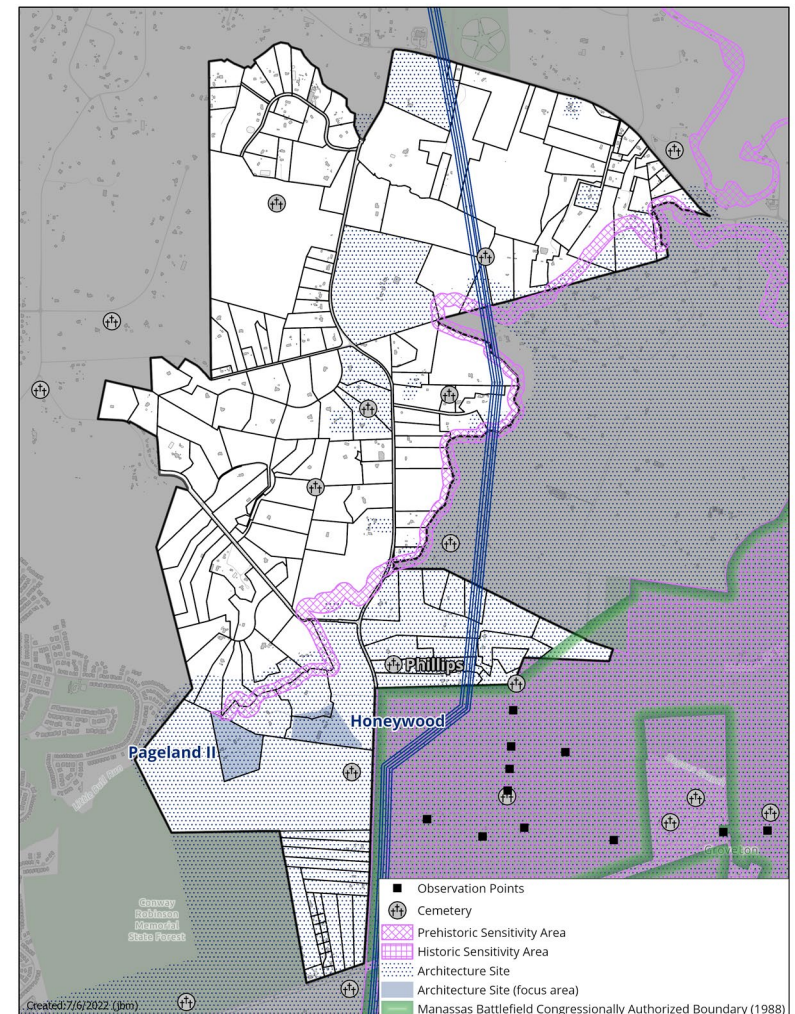 Phillips
Honeywood
Pageland II
Groveton
Conway
Robinson
Memorial
State Forest
Observation Points
Cemetery
Prehistoric Sensitivity Area
Historic Sensitivity Area
Architecture Site
Architecture Site (focus area)
Manassas Battlefield Congressionally Authorized Boundary (1988)
Created:7/6/2022 (jbm)